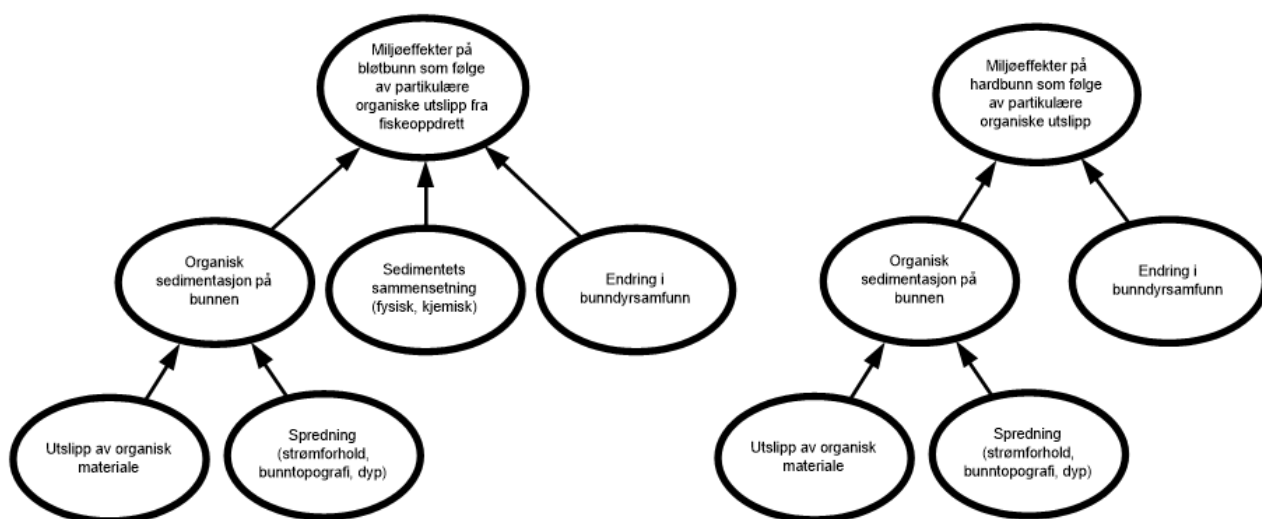 Miljøeffekter på
bløtbunn som følge
av partikulære
organiske utslipp fra
fiskeoppdrett
Organisk
sedimentasjon på
bunnen
Sedimentets
sammensetning
(fysisk, kjemisk)
Endring i
bunndyrsamfunn
Utslipp av organisk
materiale
Spredning
(strømforhold,
bunntopografi, dyp)
Miljøeffekter på
hardbunn som følge
av partikulære
organiske utslipp
Organisk
sedimentasjon på
bunnen
Endring i
bunndyrsamfunn
Utslipp av organisk
materiale
Spredning
(strømforhold,
bunntopografi, dyp)